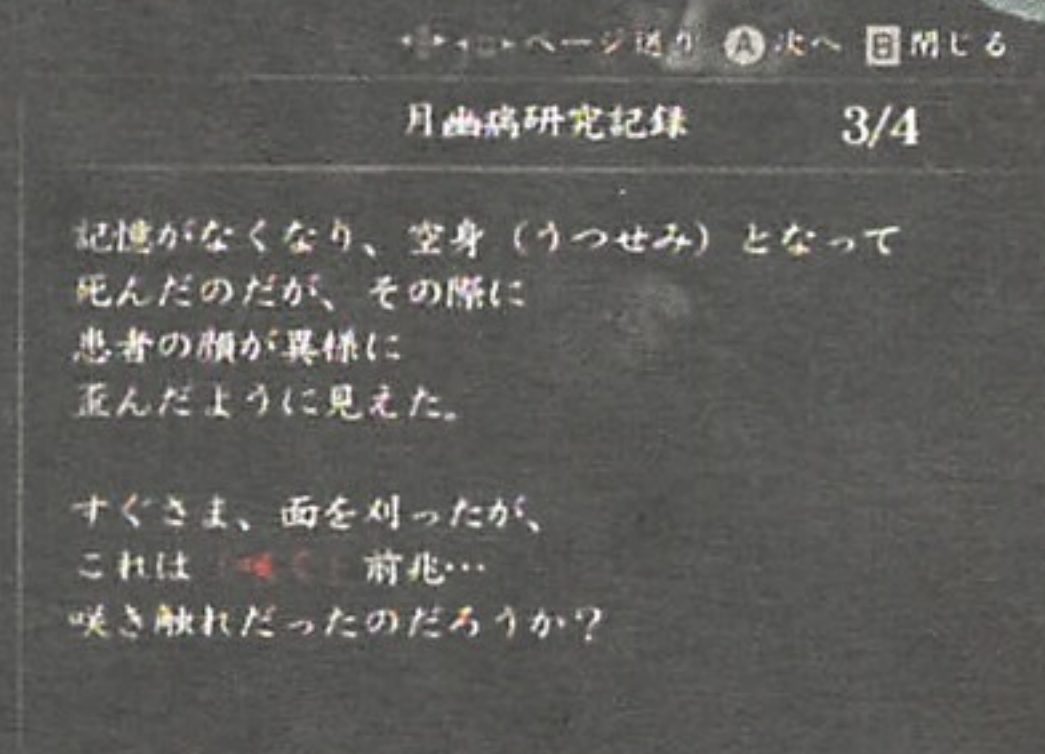 ページ送り A次へ B閉じる
月幽病研究記録 3/4
記憶がなくなり、空身（うつせみ）となって
死んだのだが、その際に
患者の顔が異様に
歪んだように見えた。
すぐさま、面を刈ったが、
これは「咲く」前兆…
咲き触れだったのだろうか？